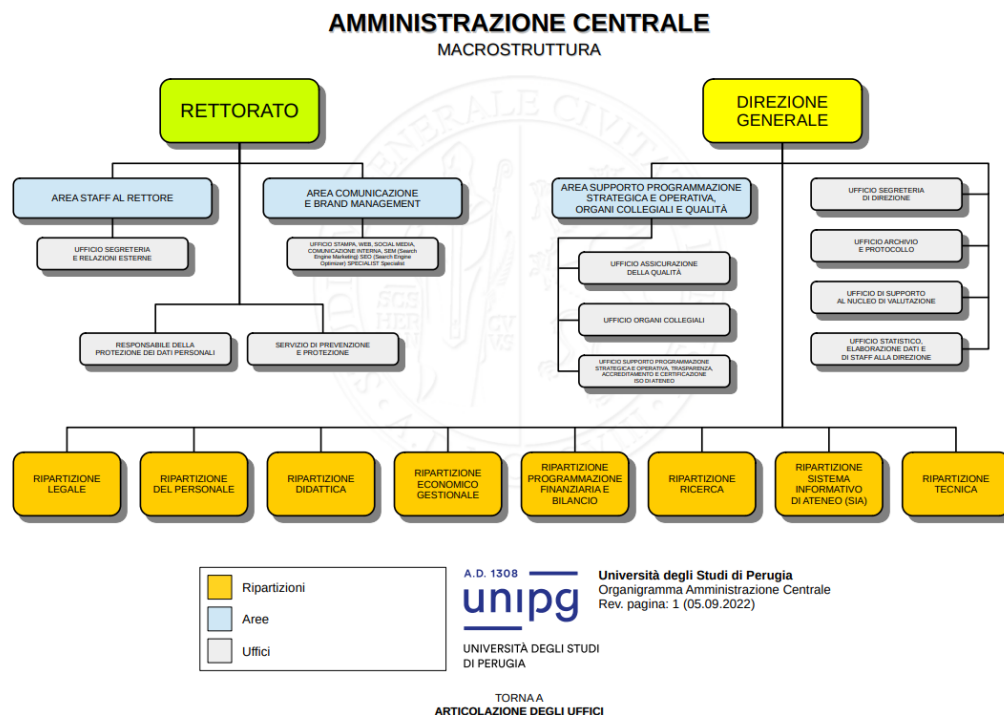 AMMINISTRAZIONE CENTRALE
MACROSTRUTTURA
RETTORATO
DIREZIONE
GENERALE
AREA STAFF AL RETTORE
AREA COMUNICAZIONE
E BRAND MANAGEMENT
AREA SUPPORTO PROGRAMMAZIONE
STRATEGICA E OPERATIVA,
ORGANI COLLEGIALI E QUALITÀ
UFFICIO SEGRETERIA
DI DIREZIONE
UFFICIO SEGRETERIA
E RELAZIONI ESTERNE
UFFICIO STAMPA, WEB, SOCIAL MEDIA,
COMUNICAZIONE INTERNA, SEM (Search
Engine Marketing) SEO (Search Engine
Optimizer) SPECIALIST Specialist
UFFICIO ASSICURAZIONE
DELLA QUALITÀ
UFFICIO ARCHIVIO
E PROTOCOLLO
UFFICIO ORGANI COLLEGIALI
UFFICIO DI SUPPORTO
AL NUCLEO DI VALUTAZIONE
RESPONSABILE DELLA
PROTEZIONE DEI DATI PERSONALI
SERVIZIO DI PREVENZIONE
E PROTEZIONE
UFFICIO SUPPORTO PROGRAMMAZIONE
STRATEGICA E OPERATIVA, TRASPARENZA,
ACCREDITAMENTO E CERTIFICAZIONE
ISO DI ATENEO
UFFICIO STATISTICO,
ELABORAZIONE DATI E
DI STAFF ALLA DIREZIONE
RIPARTIZIONE
LEGALE
RIPARTIZIONE
DEL PERSONALE
RIPARTIZIONE
DIDATTICA
RIPARTIZIONE
ECONOMICO
GESTIONALE
RIPARTIZIONE
PROGRAMMAZIONE
FINANZIARIA E
BILANCIO
RIPARTIZIONE
RICERCA
RIPARTIZIONE
SISTEMA
INFORMATIVO
DI ATENEO (SIA)
RIPARTIZIONE
TECNICA
Ripartizioni
Aree
Uffici
A.D. 1308
unipg
UNIVERSITÀ DEGLI STUDI
DI PERUGIA
Università degli Studi di Perugia
Organigramma Amministrazione Centrale
Rev. pagina: 1 (05.09.2022)
TORNA A
ARTICOLAZIONE DEGLI UFFICI